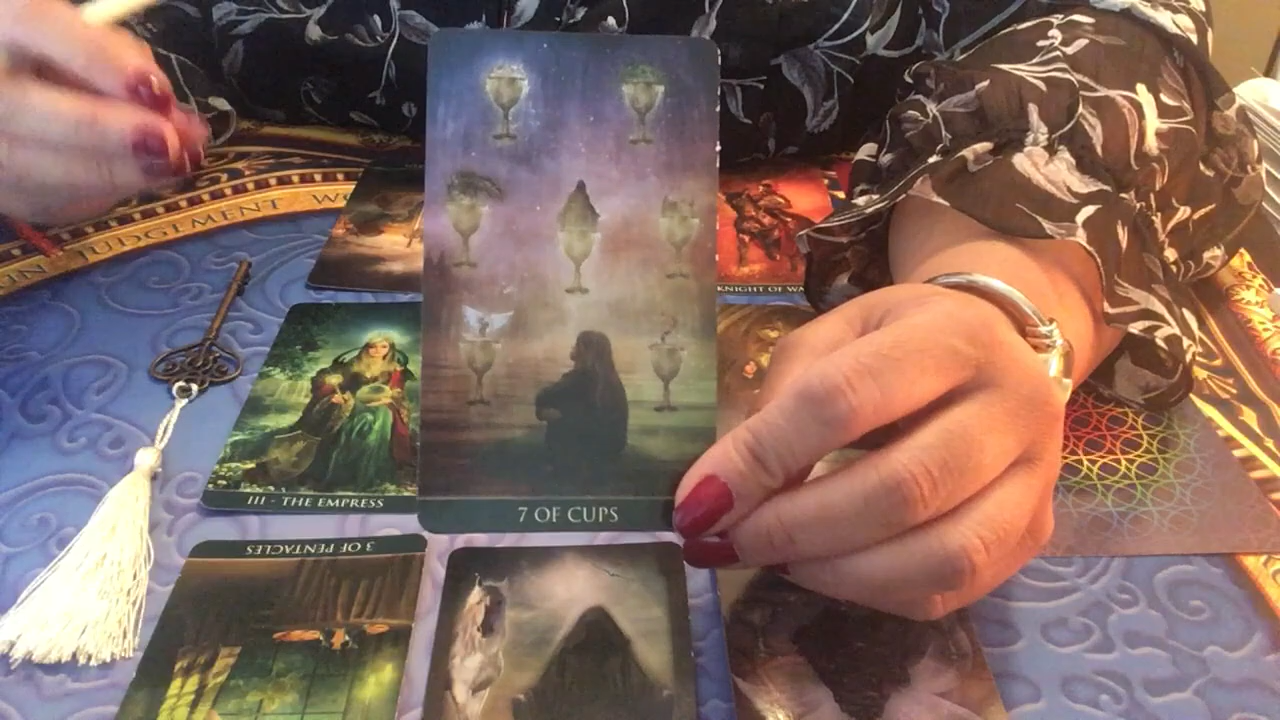 JUDGEMENT
KNIGHT OF WA
III - THE EMPRESS
7 OF CUPS
3 OF PENTACLES